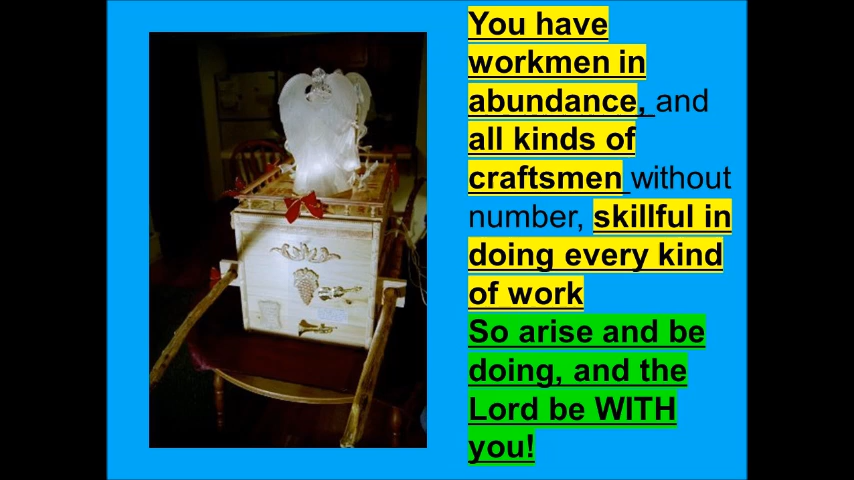 You have
workmen in
abundance, and
all kinds of
craftsmen without
number, skillful in
doing every kind
of work
So arise and be
doing, and the
Lord be WITH
you!